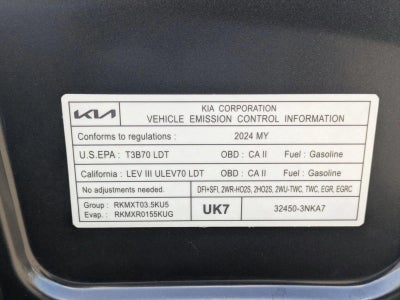 KIA
KIA CORPORATION
VEHICLE EMISSION CONTROL INFORMATION
Conforms to regulations : 2024 MY
U.S.EPA : T3B70 LDT OBD : CA II Fuel : Gasoline
California : LEV III ULEV70 LDT OBD : CA II Fuel : Gasoline
No adjustments needed. DFI+SFI, 2WR-HO2S, 2HO2S, 2WU-TWC, TWC, EGR, EGRC
Group : RKMXT03.5KU5
Evap. : RKMXR0155KUG
UK7
32450-3NKA7